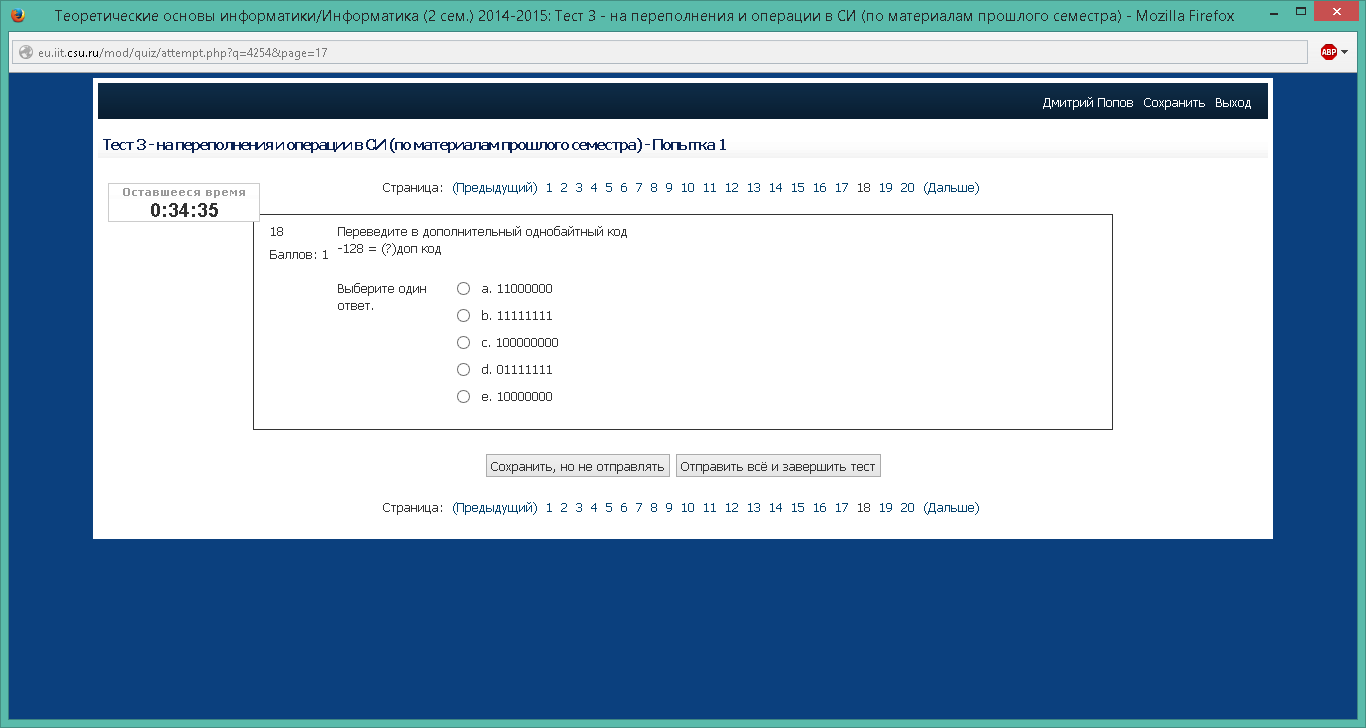 Теоретические основы информатики/Информатика (2 сем.) 2014-2015: Тест 3 - на переполнения и операции в СИ (по материалам прошлого семестра) - Mozilla Firefox
eu.iit.csu.ru/mod/quiz/attempt.php?q=4254&page=17
ABP
Дмитрий Попов Сохранить Выход
Тест 3 - на переполнения и операции в СИ (по материалам прошлого семестра) - Попытка 1
Оставшееся время
0:34:35
Страница: (Предыдущий) 1 2 3 4 5 6 7 8 9 10 11 12 13 14 15 16 17 18 19 20 (Дальше)
18
Баллов: 1
Переведите в дополнительный однобайтный код
-128 = (?)доп код
Выберите один
ответ.
a. 11000000
b. 11111111
c. 100000000
d. 01111111
e. 10000000
Сохранить, но не отправлять Отправить всё и завершить тест
Страница: (Предыдущий) 1 2 3 4 5 6 7 8 9 10 11 12 13 14 15 16 17 18 19 20 (Дальше)